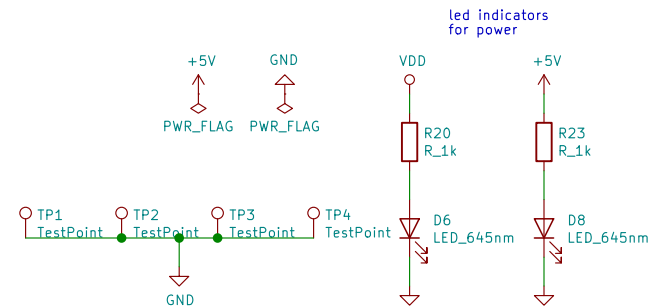 led indicators
for power
+5V
GND
VDD
+5V
PWR_FLAG
PWR_FLAG
R20
R_1k
R23
R_1k
TP1
TestPoint
TP2
TestPoint
TP3
TestPoint
TP4
TestPoint
D6
LED_645nm
D8
LED_645nm
GND